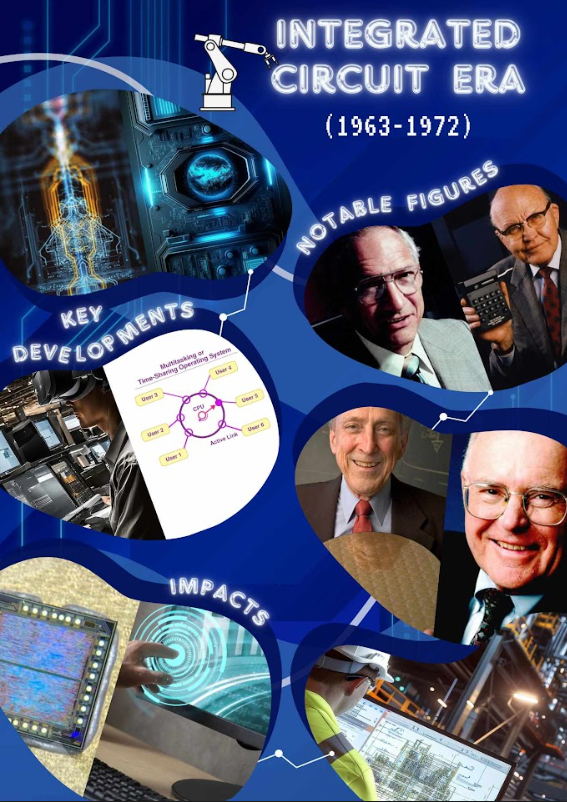 INTEGRATED
CIRCUIT ERA
(1963-1972)
NOTABLE FIGURES
KEY
DEVELOPMENTS
Multitasking or
Time-Sharing Operating System
User 4
User 3
User 5
CPU
User 2
User 6
Active Link
User 1
IMPACTS